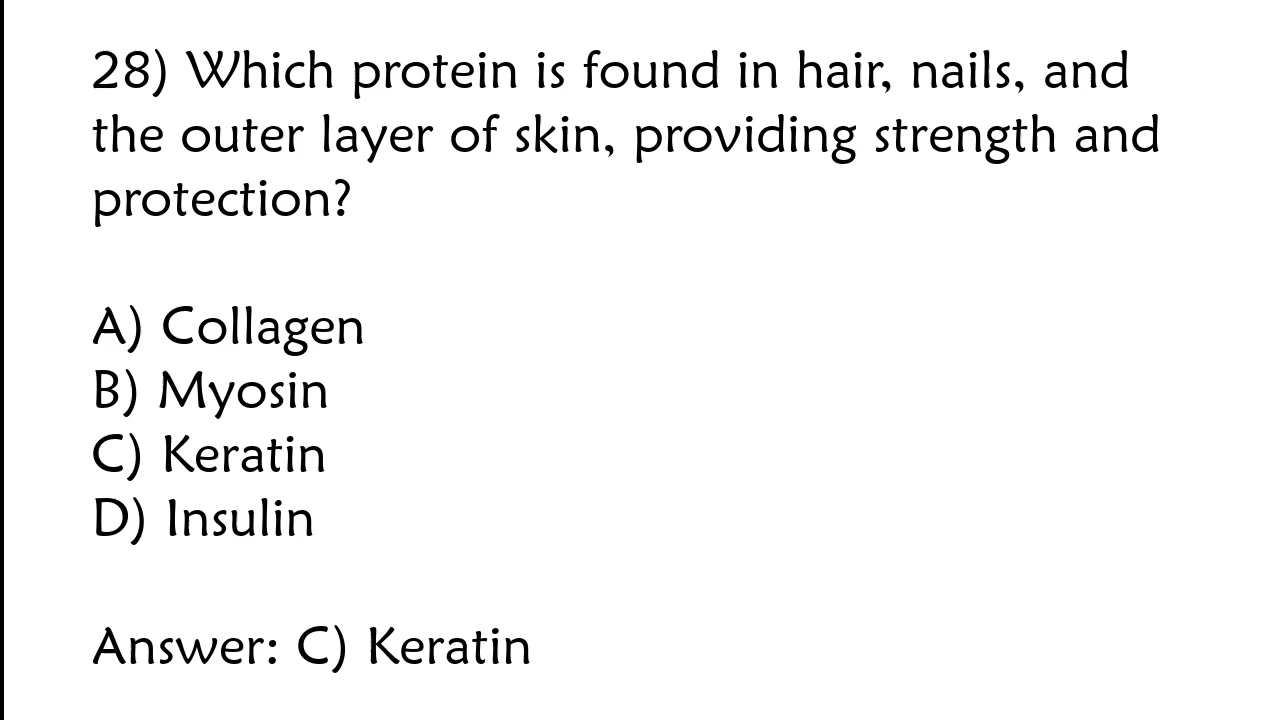 28) Which protein is found in hair, nails, and
the outer layer of skin, providing strength and
protection?
A) Collagen
B) Myosin
C) Keratin
D) Insulin
Answer: C) Keratin